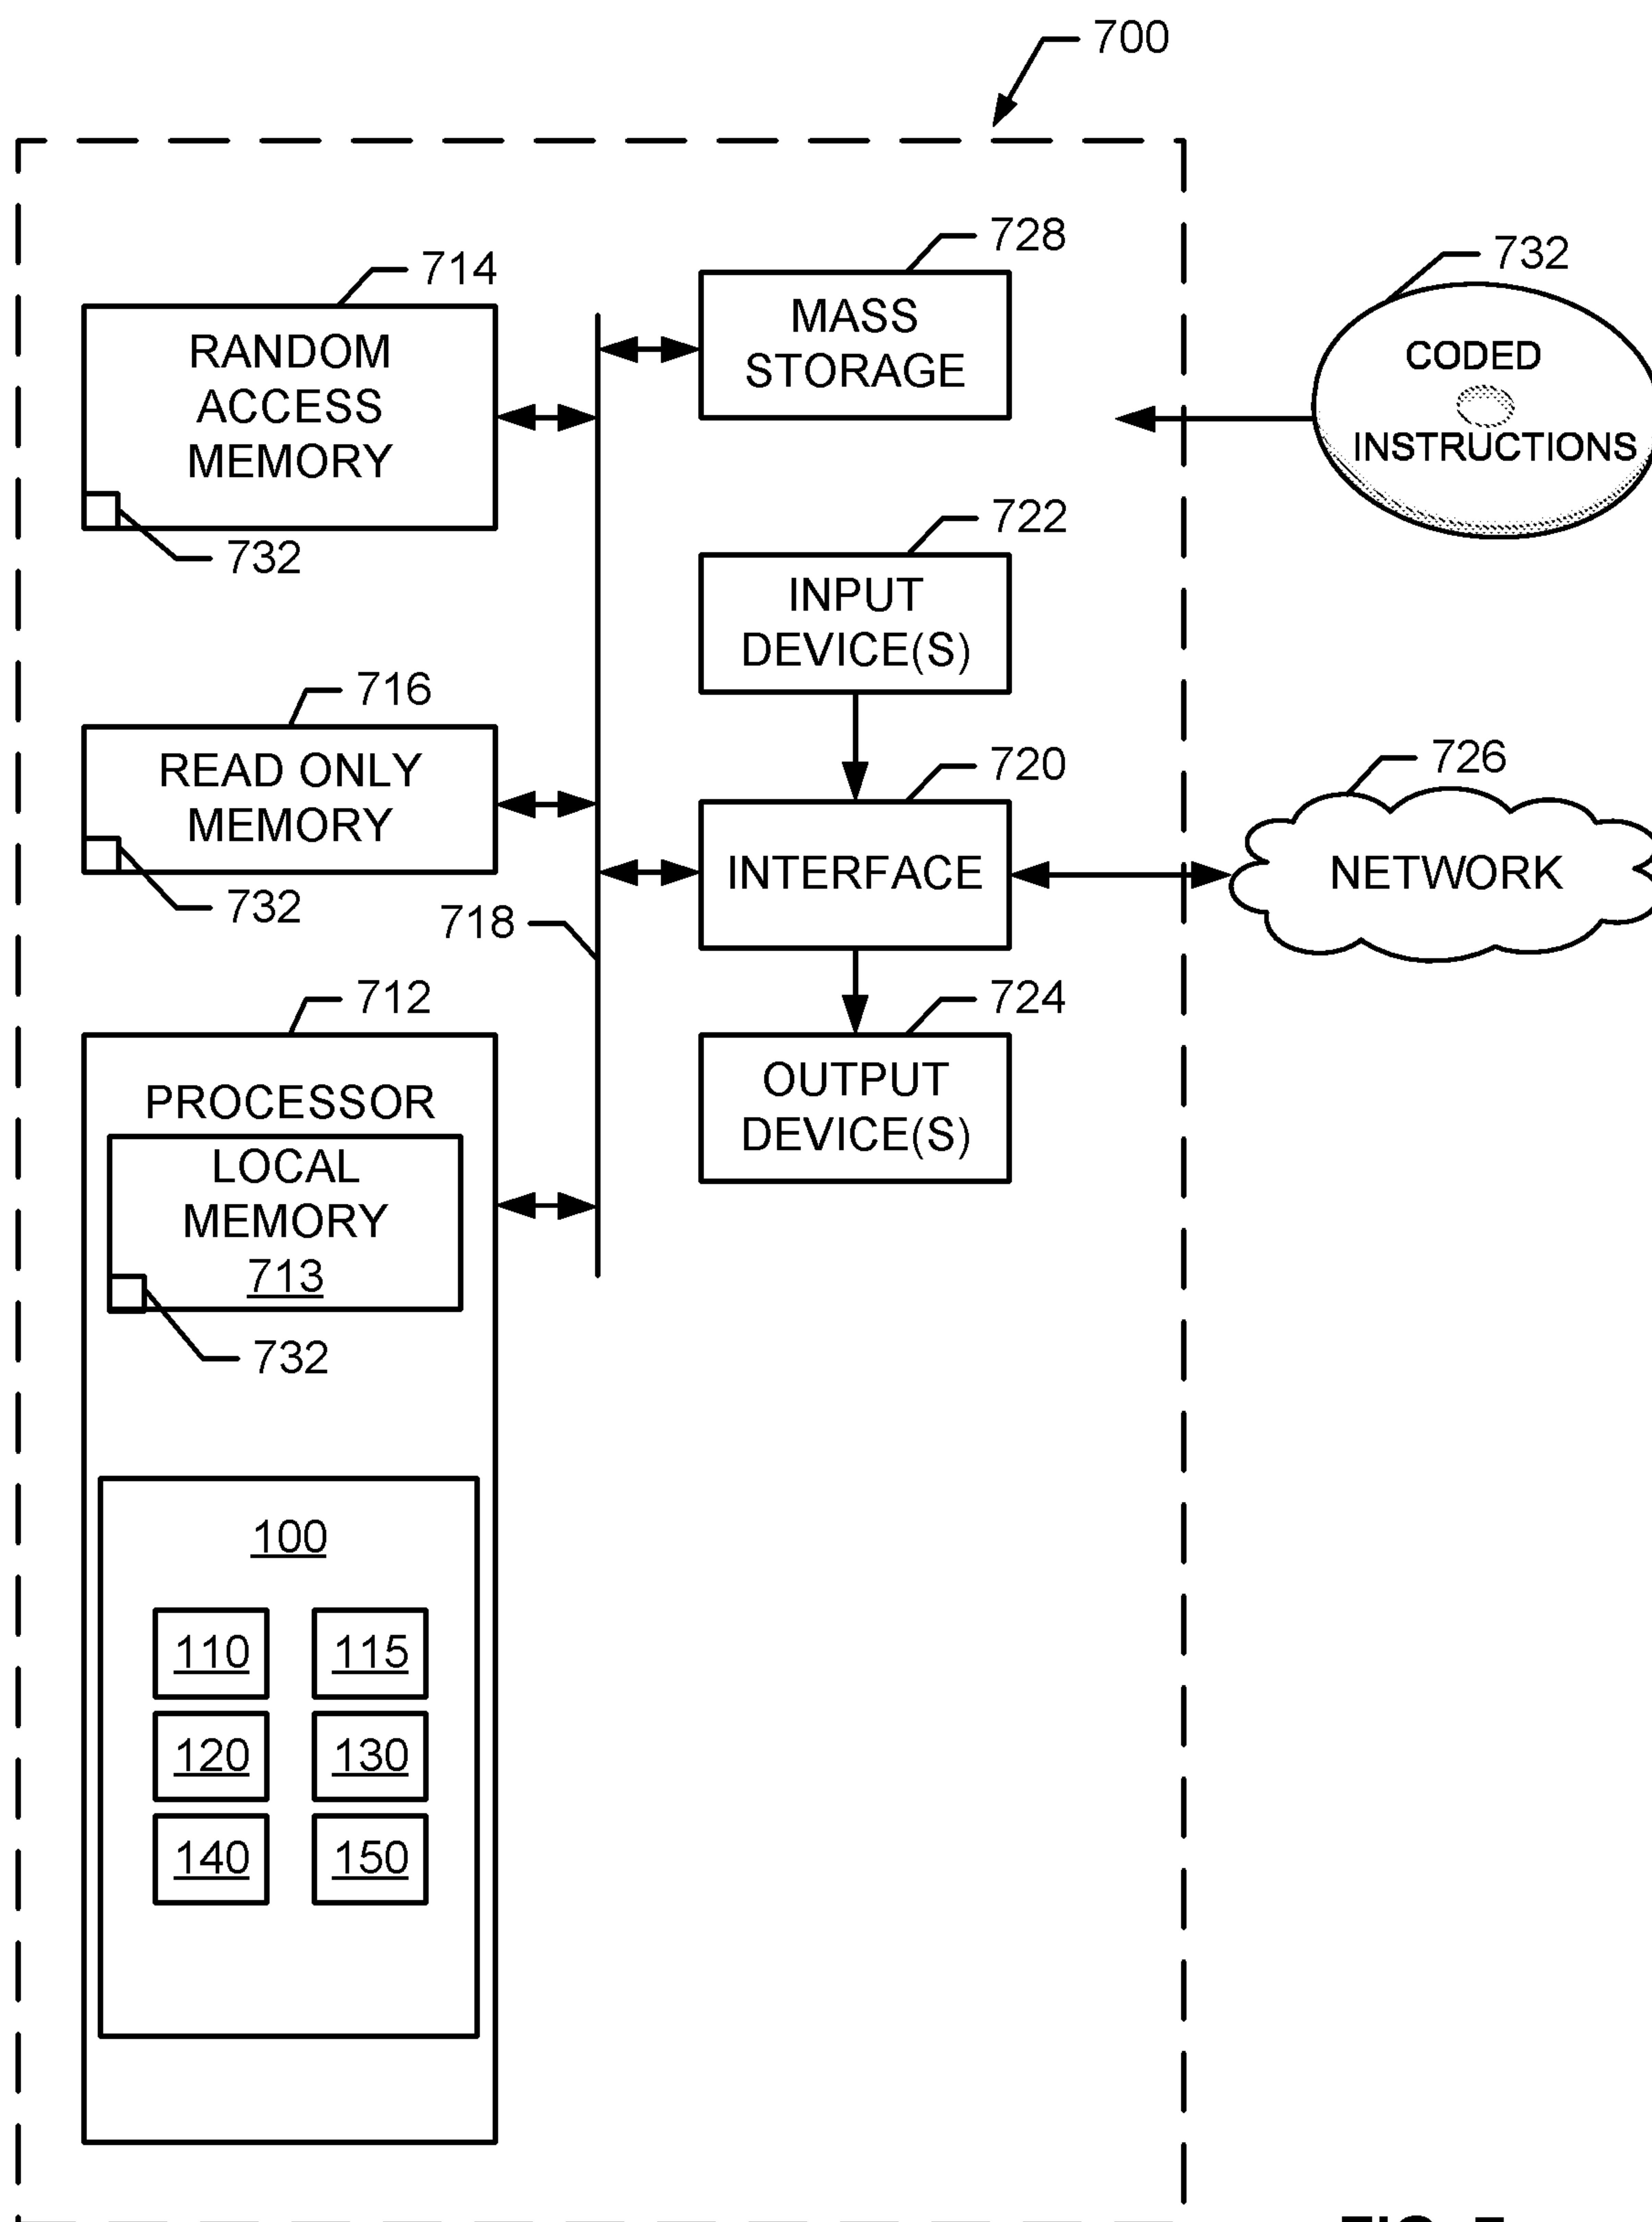 700
728
714
732
MASS
STORAGE
RANDOM
ACCESS
MEMORY
CODED
INSTRUCTIONS
722
732
INPUT
DEVICE(S)
716
720
726
READ ONLY
MEMORY
INTERFACE
NETWORK
732
718
712
724
PROCESSOR
OUTPUT
DEVICE(S)
LOCAL
MEMORY
713
732
100
110 115
120 130
140 150